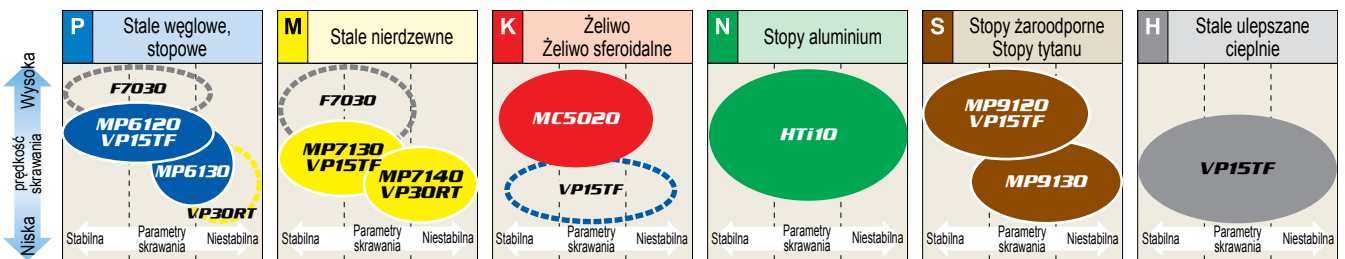 Wysoka
prędkość
skrawania
Niska
P
Stale węglowe,
stopowe
F7030
MP6120
VP15TF
MP6130
VP30RT
Stabilna
Parametry
skrawania
Niestabilna
M
Stale nierdzewne
F7030
MP7130
VP15TF
MP7140
VP30RT
Stabilna
Parametry
skrawania
Niestabilna
K
Żeliwo
Żeliwo sferoidalne
MC5020
VP15TF
Stabilna
Parametry
skrawania
Niestabilna
N
Stopy aluminium
HTi10
Stabilna
Parametry
skrawania
Niestabilna
S
Stopy żaroodporne
Stopy tytanu
MP9120
VP15TF
MP9130
Stabilna
Parametry
skrawania
Niestabilna
H
Stale ulepszane
cieplnie
VP15TF
Stabilna
Parametry
skrawania
Niestabilna